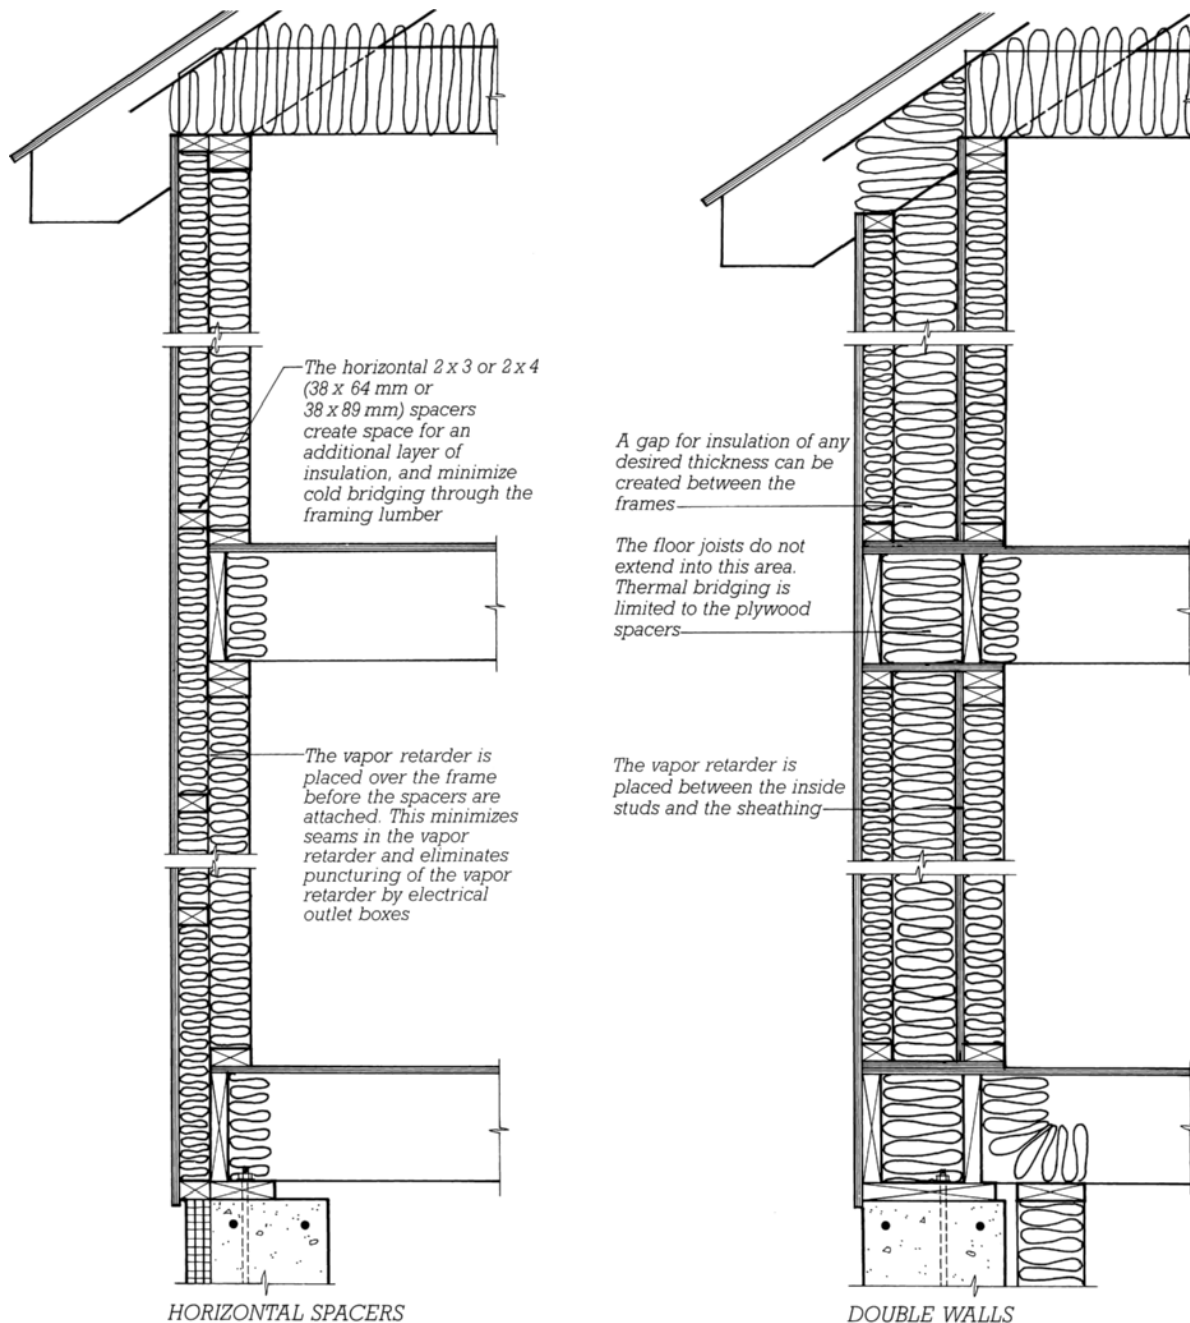 The horizontal 2 x 3 or 2 x 4
(38 x 64 mm or
38 x 89 mm) spacers
create space for an
additional layer of
insulation, and minimize
cold bridging through the
framing lumber
The vapor retarder is
placed over the frame
before the spacers are
attached. This minimizes
seams in the vapor
retarder and eliminates
puncturing of the vapor
retarder by electrical
outlet boxes
HORIZONTAL SPACERS
A gap for insulation of any
desired thickness can be
created between the
frames
The floor joists do not
extend into this area.
Thermal bridging is
limited to the plywood
spacers
The vapor retarder is
placed between the inside
studs and the sheathing
DOUBLE WALLS